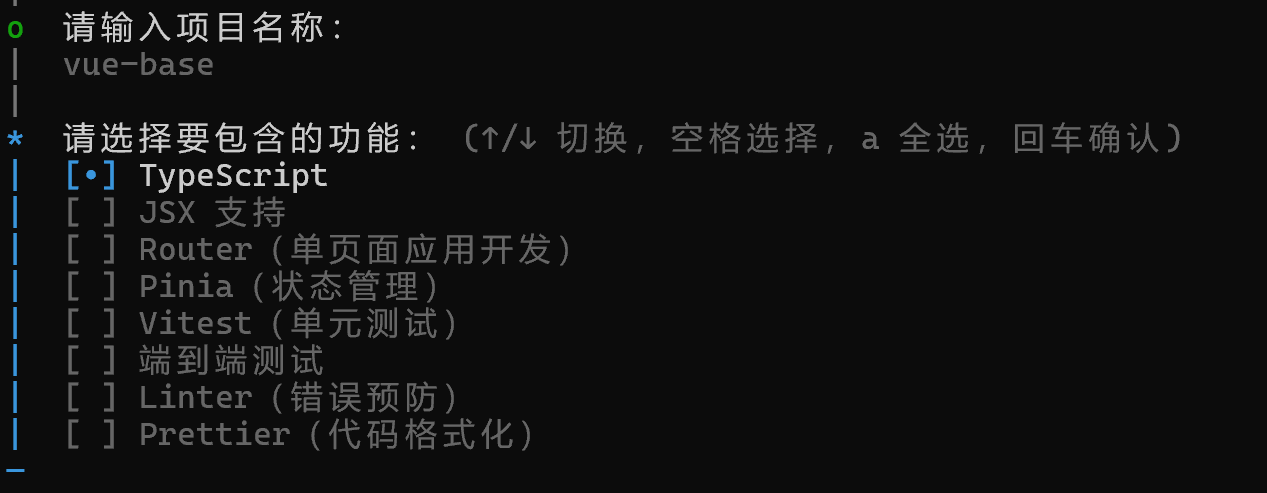 o  请输入项目名称:
|  vue-base
|
*  请选择要包含的功能: (↑/↓ 切换, 空格选择, a 全选, 回车确认)
|  [•] TypeScript
|  [ ] JSX 支持
|  [ ] Router (单页面应用开发)
|  [ ] Pinia (状态管理)
|  [ ] Vitest (单元测试)
|  [ ] 端到端测试
|  [ ] Linter (错误预防)
|  [ ] Prettier (代码格式化)
—